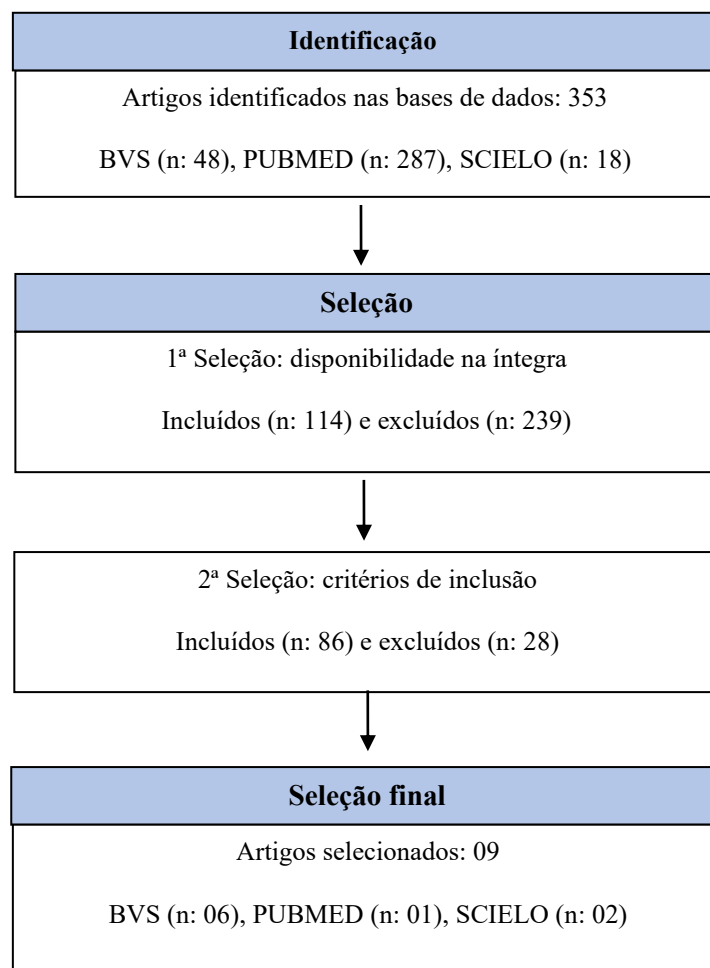 Identificação
Artigos identificados nas bases de dados: 353
BVS (n: 48), PUBMED (n: 287), SCIELO (n: 18)
Seleção
1ª Seleção: disponibilidade na íntegra
Incluídos (n: 114) e excluídos (n: 239)
2ª Seleção: critérios de inclusão
Incluídos (n: 86) e excluídos (n: 28)
Seleção final
Artigos selecionados: 09
BVS (n: 06), PUBMED (n: 01), SCIELO (n: 02)